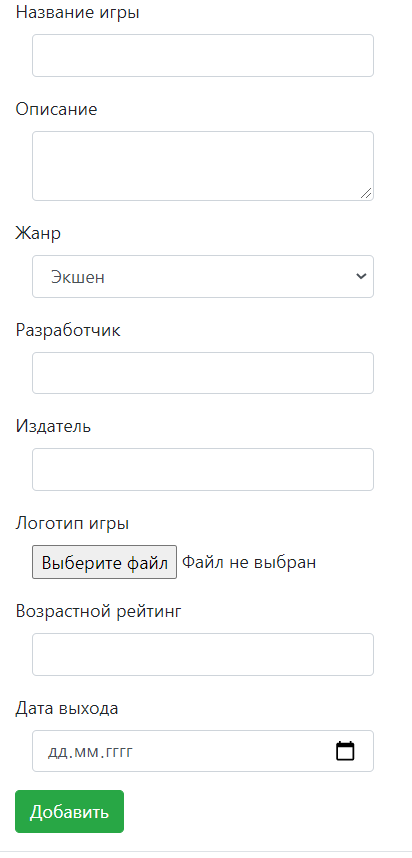 Название игры
Описание
Жанр
Экшен
Разработчик
Издатель
Логотип игры
Выберите файл Файл не выбран
Возрастной рейтинг
Дата выхода
дд.мм.гггг
Добавить